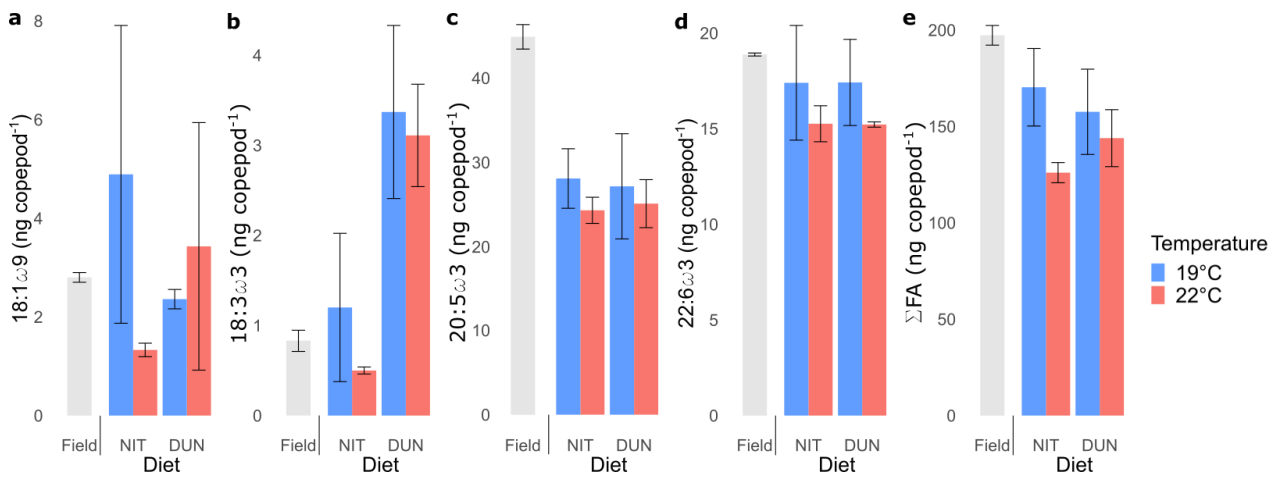 a
18:1ω9 (ng copepod⁻¹)
8
6
4
2
0
Field
NIT
DUN
Diet
b
18:3ω3 (ng copepod⁻¹)
4
3
2
1
0
Field
NIT
DUN
Diet
c
20:5ω3 (ng copepod⁻¹)
40
30
20
10
0
Field
NIT
DUN
Diet
d
22:6ω3 (ng copepod⁻¹)
20
15
10
5
0
Field
NIT
DUN
Diet
e
ΣFA (ng copepod⁻¹)
200
150
100
50
0
Field
NIT
DUN
Diet
Temperature
19°C
22°C